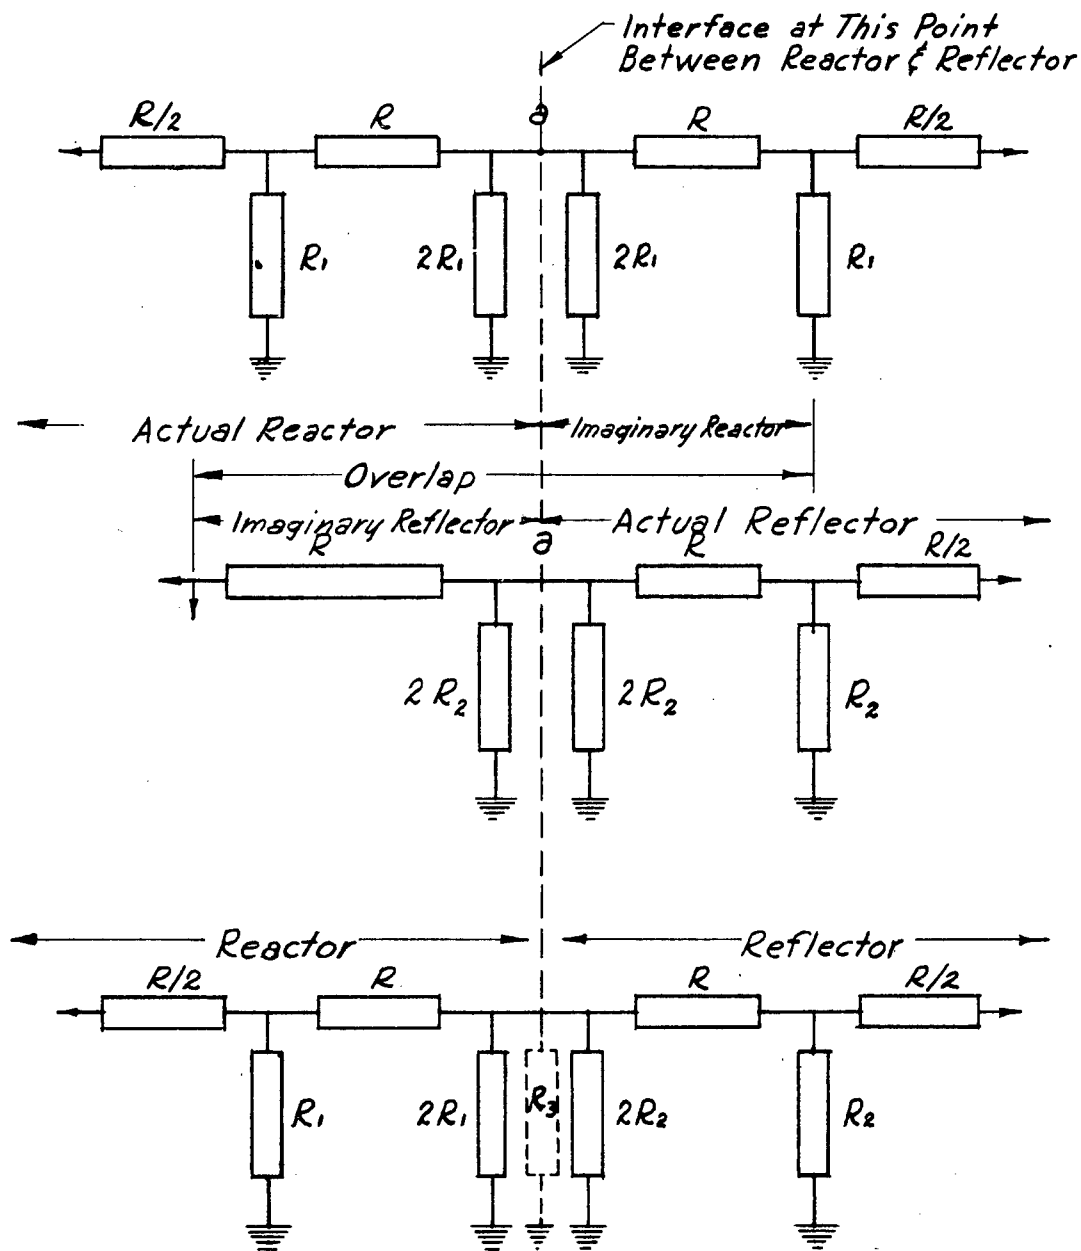 Interface at This Point
Between Reactor & Reflector
R/2 R a R R/2
R₁ 2R₁ 2R₁ R₁
Actual Reactor Imaginary Reactor
Overlap
Imaginary Reflector Actual Reflector
R a R R/2
2R₂ 2R₂ R₂
Reactor Reflector
R/2 R R R/2
R₁ 2R₁ R₃ 2R₂ R₂